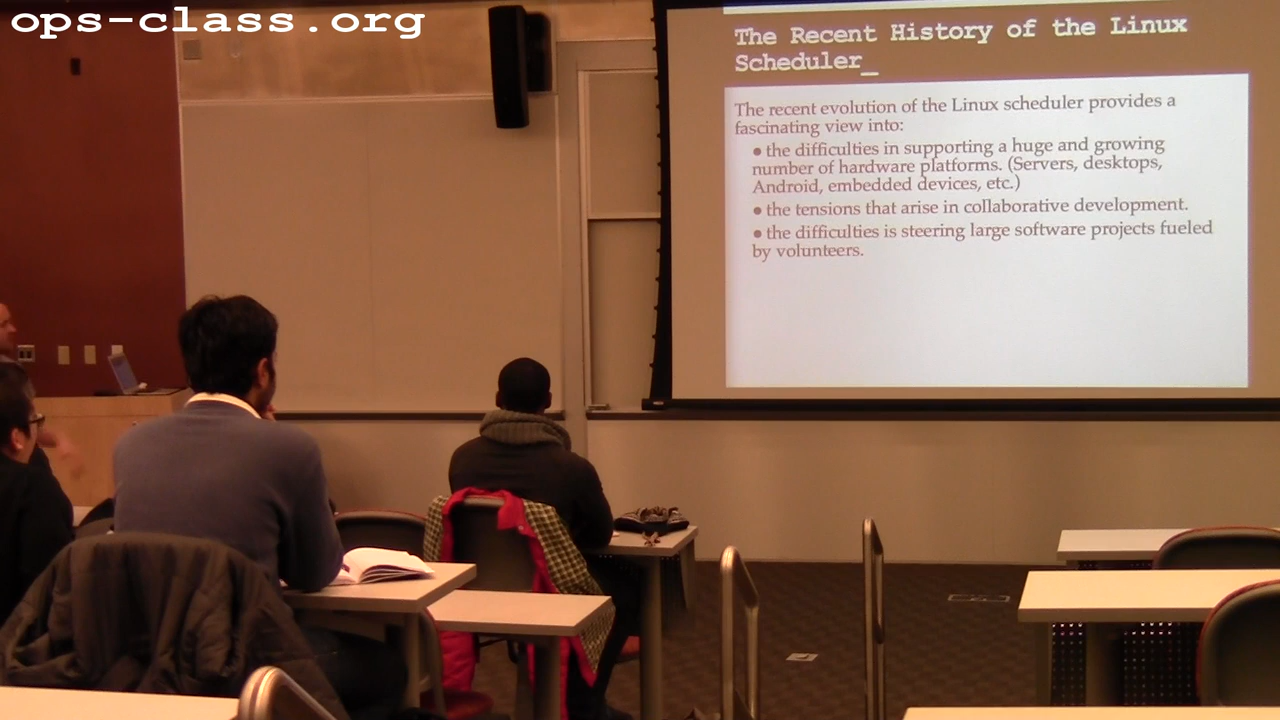 ops-class.org
The Recent History of the Linux
Scheduler_
The recent evolution of the Linux scheduler provides a
fascinating view into:
● the difficulties in supporting a huge and growing
number of hardware platforms. (Servers, desktops,
Android, embedded devices, etc.)
● the tensions that arise in collaborative development.
● the difficulties is steering large software projects fueled
by volunteers.